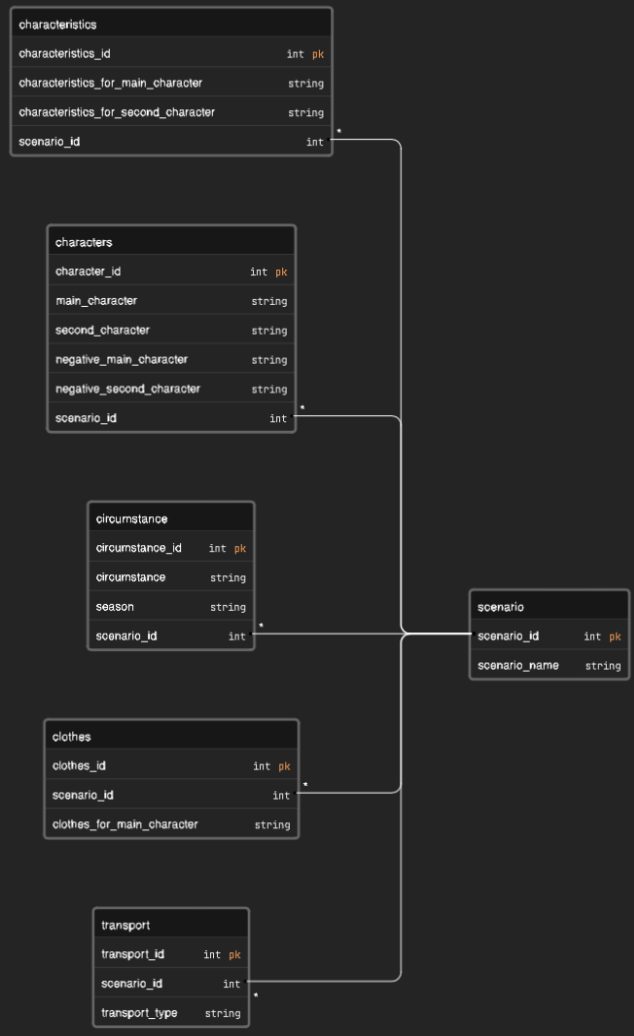 characteristics
characteristics_id int pk
characteristics_for_main_character string
characteristics_for_second_character string
scenario_id int
*
characters
character_id int pk
main_character string
second_character string
negative_main_character string
negative_second_character string
scenario_id int
*
circumstance
circumstance_id int pk
circumstance string
season string
scenario_id int
*
scenario
scenario_id int pk
scenario_name string
clothes
clothes_id int pk
scenario_id int
*
clothes_for_main_character string
transport
transport_id int pk
scenario_id int
*
transport_type string